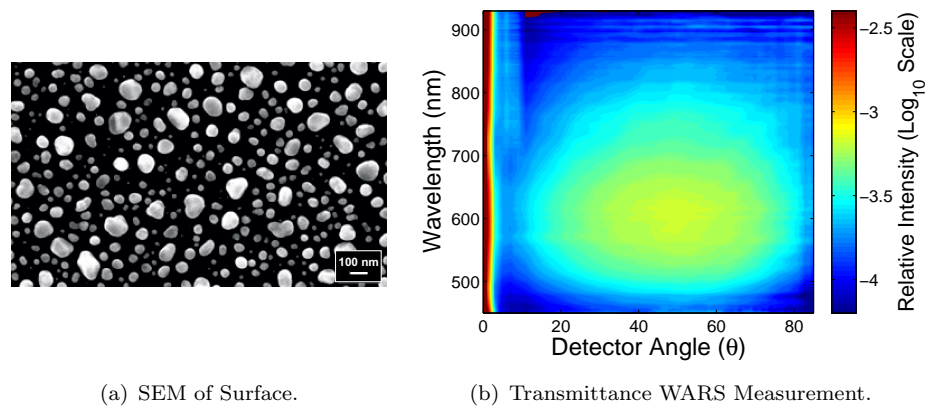 100 nm
Wavelength (nm)
900
800
700
600
500
0
20
40
60
80
Detector Angle (θ)
−2.5
−3
−3.5
−4
Relative Intensity (Log10 Scale)
(a) SEM of Surface.
(b) Transmittance WARS Measurement.